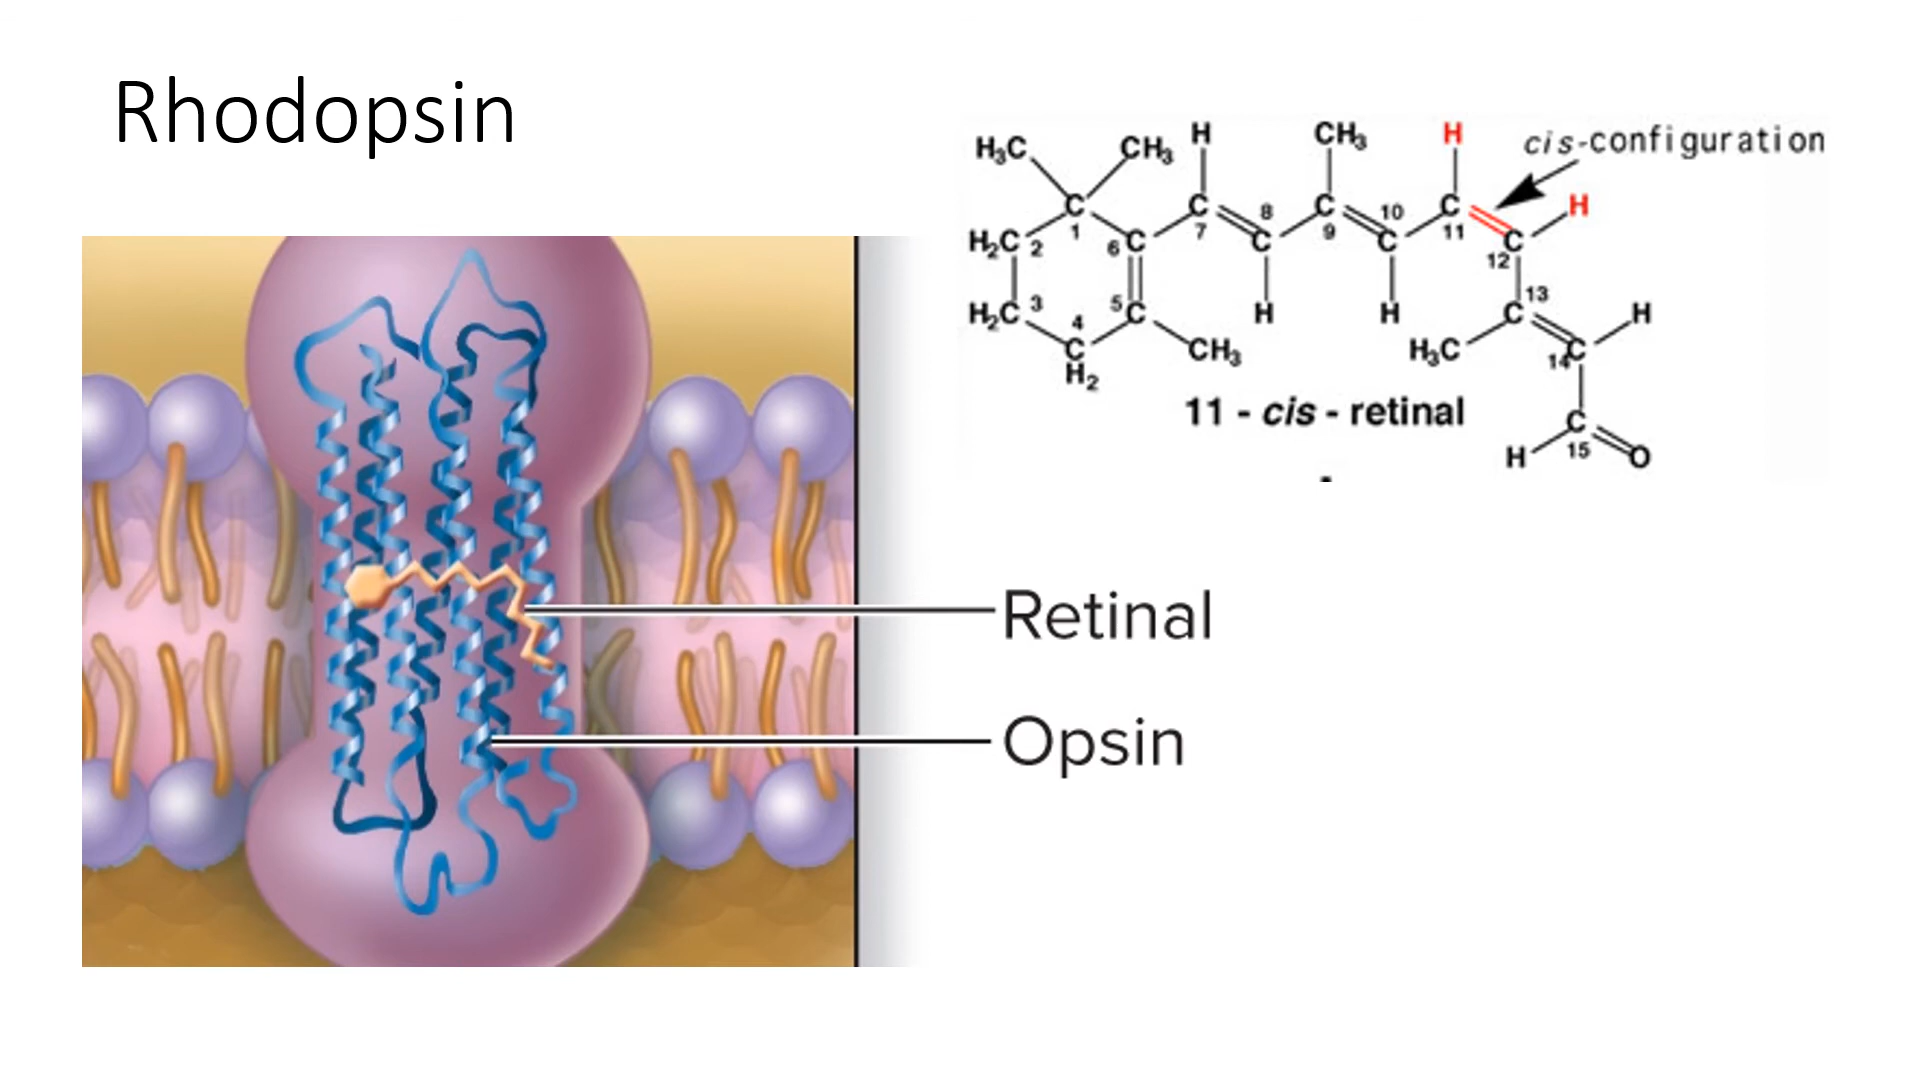 Rhodopsin
H₃C CH₃ H CH₃ H cis-configuration
H
C C 8 C 10 C
H₂C 2 1 6 C 7 C 9 C 11 C
12
H₂C 3 5 C H H 13 C H
4 C CH₃ H₃C 14 C
H₂
11 - cis - retinal
C
H 15 O
Retinal
Opsin